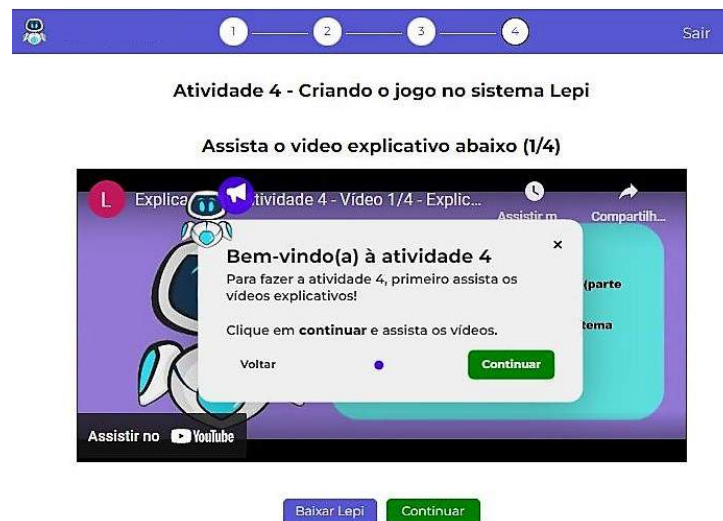 1 2 3 4 Sair
Atividade 4 - Criando o jogo no sistema Lepi
Assista o video explicativo abaixo (1/4)
L Explica tividade 4 - Vídeo 1/4 - Explic...
Assistir m Compartilh...
Bem-vindo(a) à atividade 4 ×
Para fazer a atividade 4, primeiro assista os
vídeos explicativos!
(parte
Clique em continuar e assista os vídeos.
tema
Voltar Continuar
Assistir no YouTube
Baixar Lepi Continuar